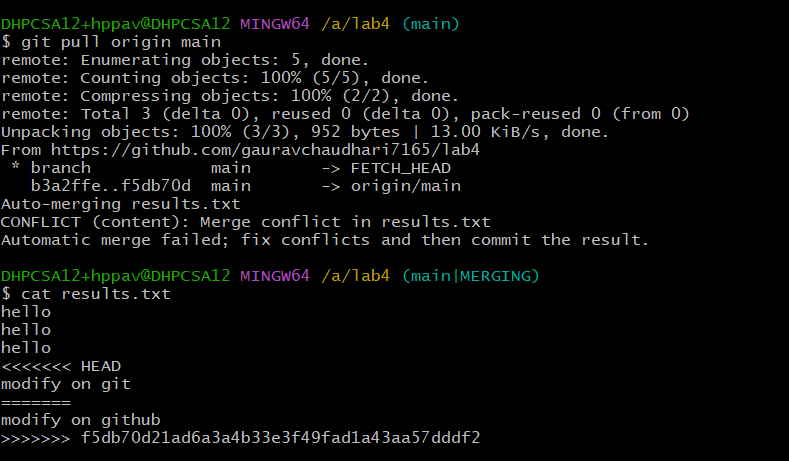 DHPCSA12+hppav@DHPCSA12 MINGW64 /a/lab4 (main)
$ git pull origin main
remote: Enumerating objects: 5, done.
remote: Counting objects: 100% (5/5), done.
remote: Compressing objects: 100% (2/2), done.
remote: Total 3 (delta 0), reused 0 (delta 0), pack-reused 0 (from 0)
Unpacking objects: 100% (3/3), 952 bytes | 13.00 KiB/s, done.
From https://github.com/gauravchaudhari7165/lab4
 * branch            main       -> FETCH_HEAD
   b3a2ffe..f5db70d  main       -> origin/main
Auto-merging results.txt
CONFLICT (content): Merge conflict in results.txt
Automatic merge failed; fix conflicts and then commit the result.
DHPCSA12+hppav@DHPCSA12 MINGW64 /a/lab4 (main|MERGING)
$ cat results.txt
hello
hello
hello
<<<<<<< HEAD
modify on git
=======
modify on github
>>>>>>> f5db70d21ad6a3a4b33e3f49fad1a43aa57dddf2